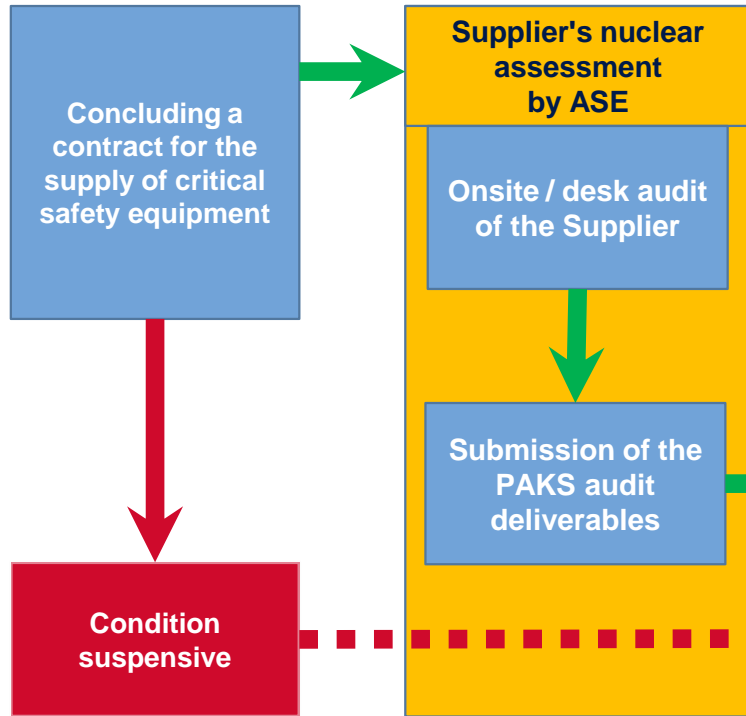 Concluding a
contract for the
supply of critical
safety equipment
Supplier's nuclear
assessment
by ASE
Onsite / desk audit
of the Supplier
Submission of the
PAKS audit
deliverables
Condition
suspensive